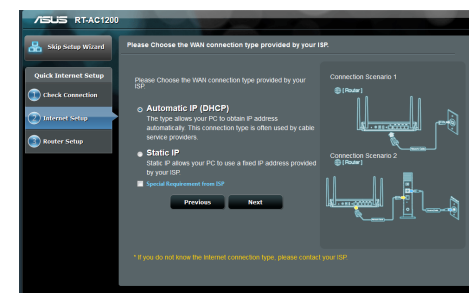 ASUS RT-AC1200
Skip Setup Wizard
Please Choose the WAN connection type provided by your ISP.
Quick Internet Setup
1 Check Connection
2 Internet Setup
3 Router Setup
Please Choose the WAN connection type provided by your
ISP.
Automatic IP (DHCP)
The type allows your PC to obtain IP address
automatically. This connection type is often used by cable
service providers.
Static IP
Static IP allows your PC to use a fixed IP address provided
by your ISP.
Special Requirement from ISP
Previous
Next
Connection Scenario 1
[ Router ]
Connection Scenario 2
[ Router ]
* If you do not know the Internet connection type, please contact your ISP.